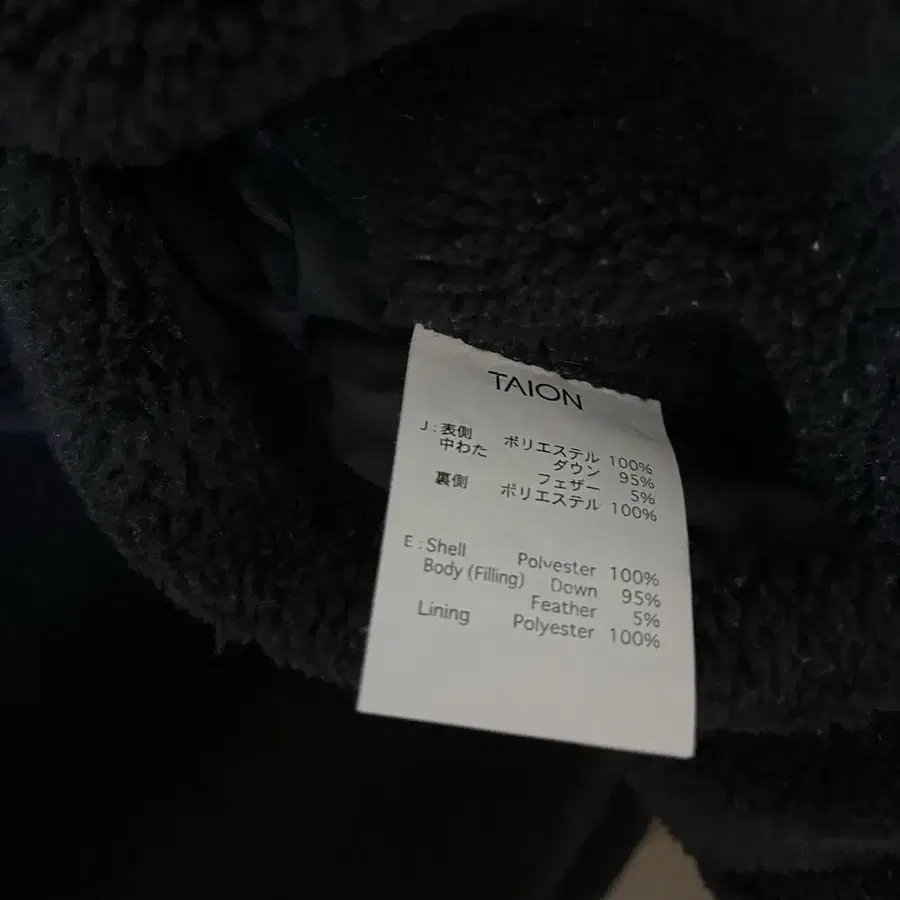 TAION
J : 表側 ポリエステル 100%
中わた ダウン 95%
フェザー 5%
裏側 ポリエステル 100%
E : Shell Polyester 100%
Body (Filling) Down 95%
Feather 5%
Lining Polyester 100%